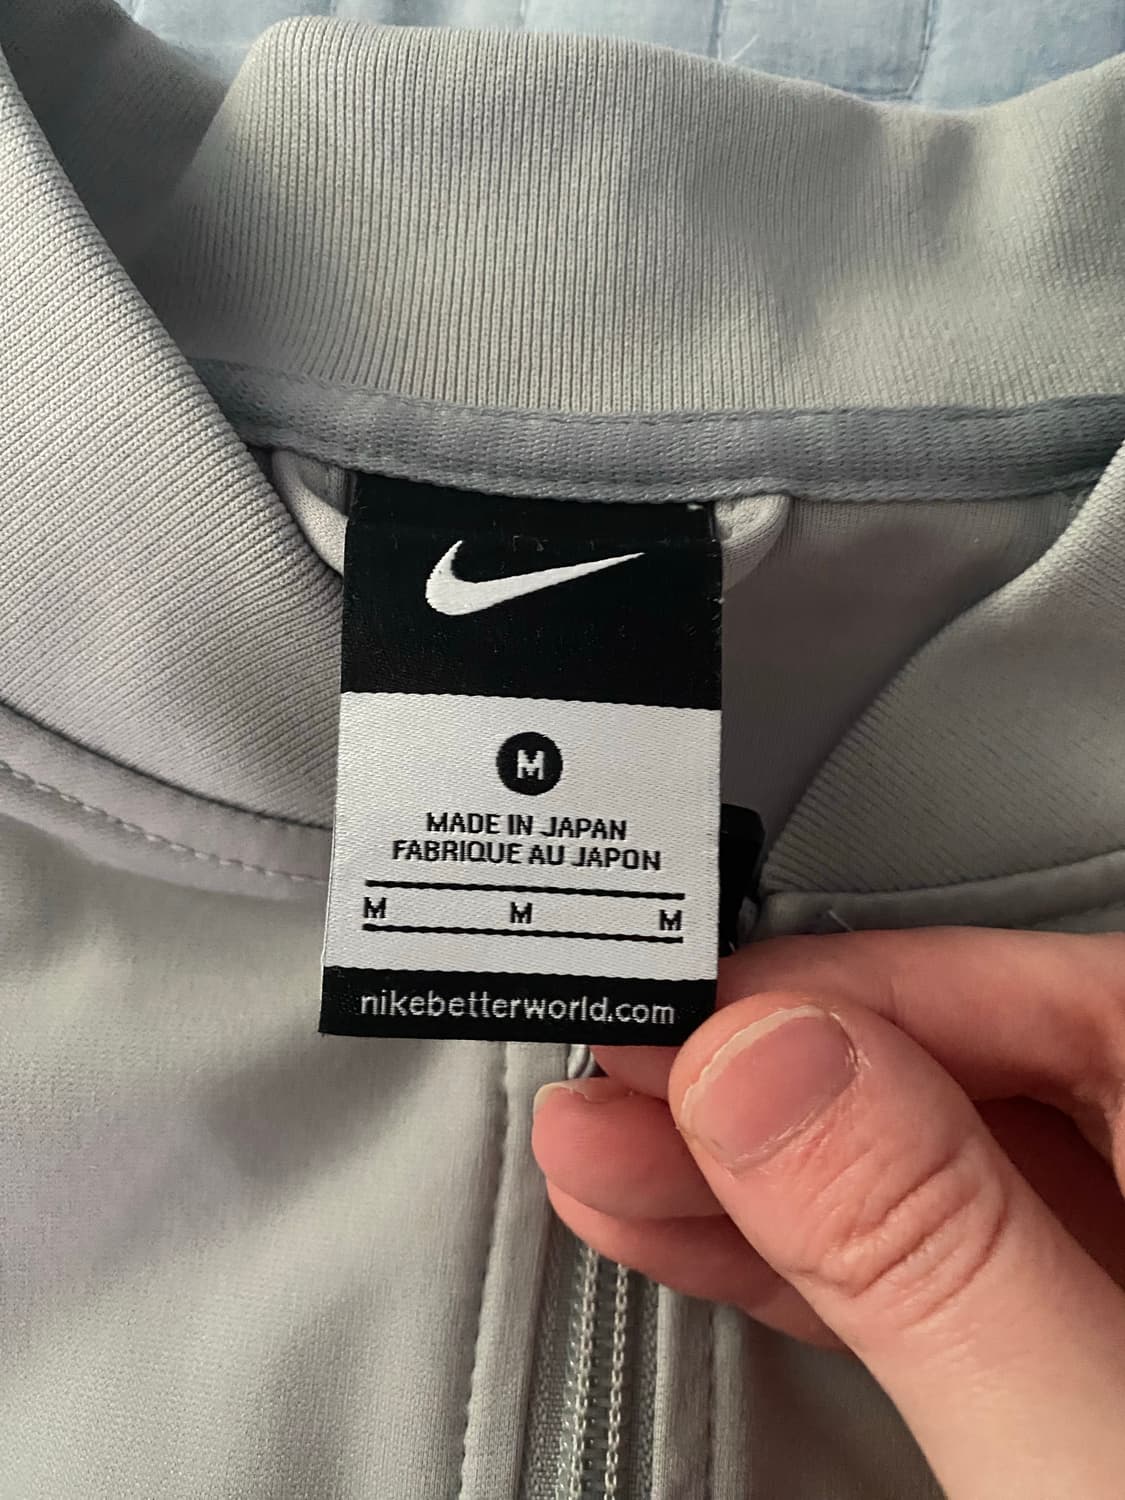 M
MADE IN JAPAN
FABRIQUE AU JAPON
M M M
nikebetterworld.com